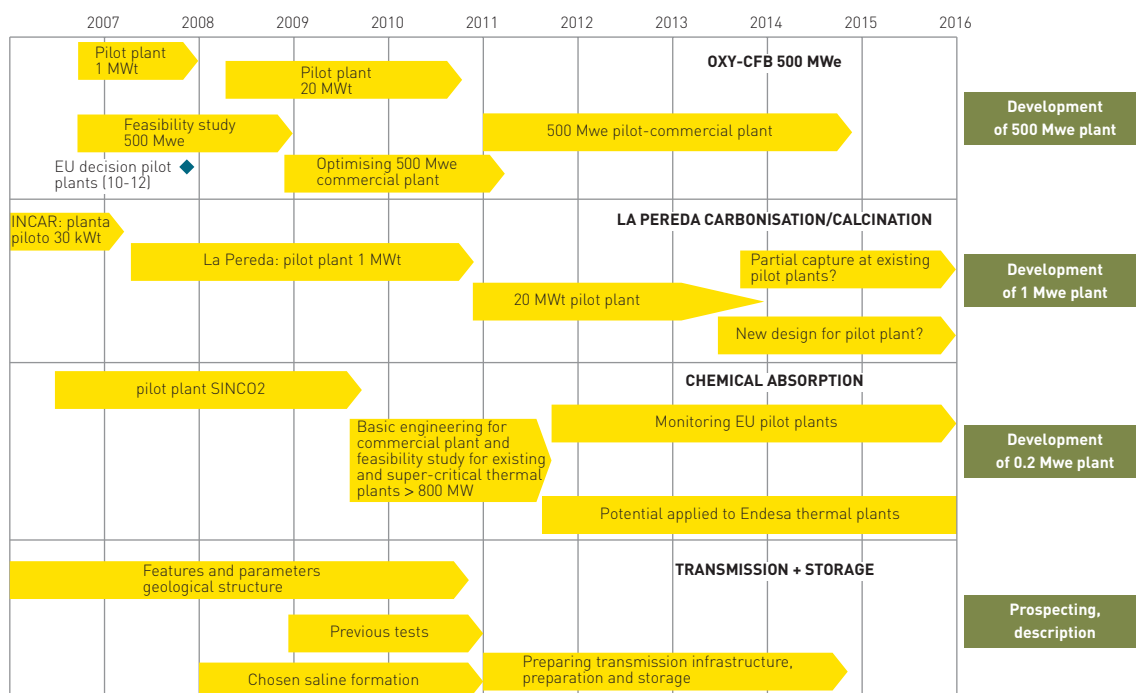 2007 2008 2009 2010 2011 2012 2013 2014 2015 2016
OXY-CFB 500 MWe
Pilot plant
1 MWt
Pilot plant
20 MWt
Feasibility study
500 Mwe
500 Mwe pilot-commercial plant
EU decision pilot
plants (10-12)
Optimising 500 Mwe
commercial plant
Development
of 500 Mwe plant
LA PEREDA CARBONISATION/CALCINATION
INCAR: planta
piloto 30 kWt
La Pereda: pilot plant 1 MWt
Partial capture at existing
pilot plants?
20 MWt pilot plant
New design for pilot plant?
Development
of 1 Mwe plant
CHEMICAL ABSORPTION
pilot plant SINCO2
Basic engineering for
commercial plant and
feasibility study for existing
and super-critical thermal
plants > 800 MW
Monitoring EU pilot plants
Potential applied to Endesa thermal plants
Development
of 0.2 Mwe plant
TRANSMISSION + STORAGE
Features and parameters
geological structure
Previous tests
Chosen saline formation
Preparing transmission infrastructure,
preparation and storage
Prospecting,
description